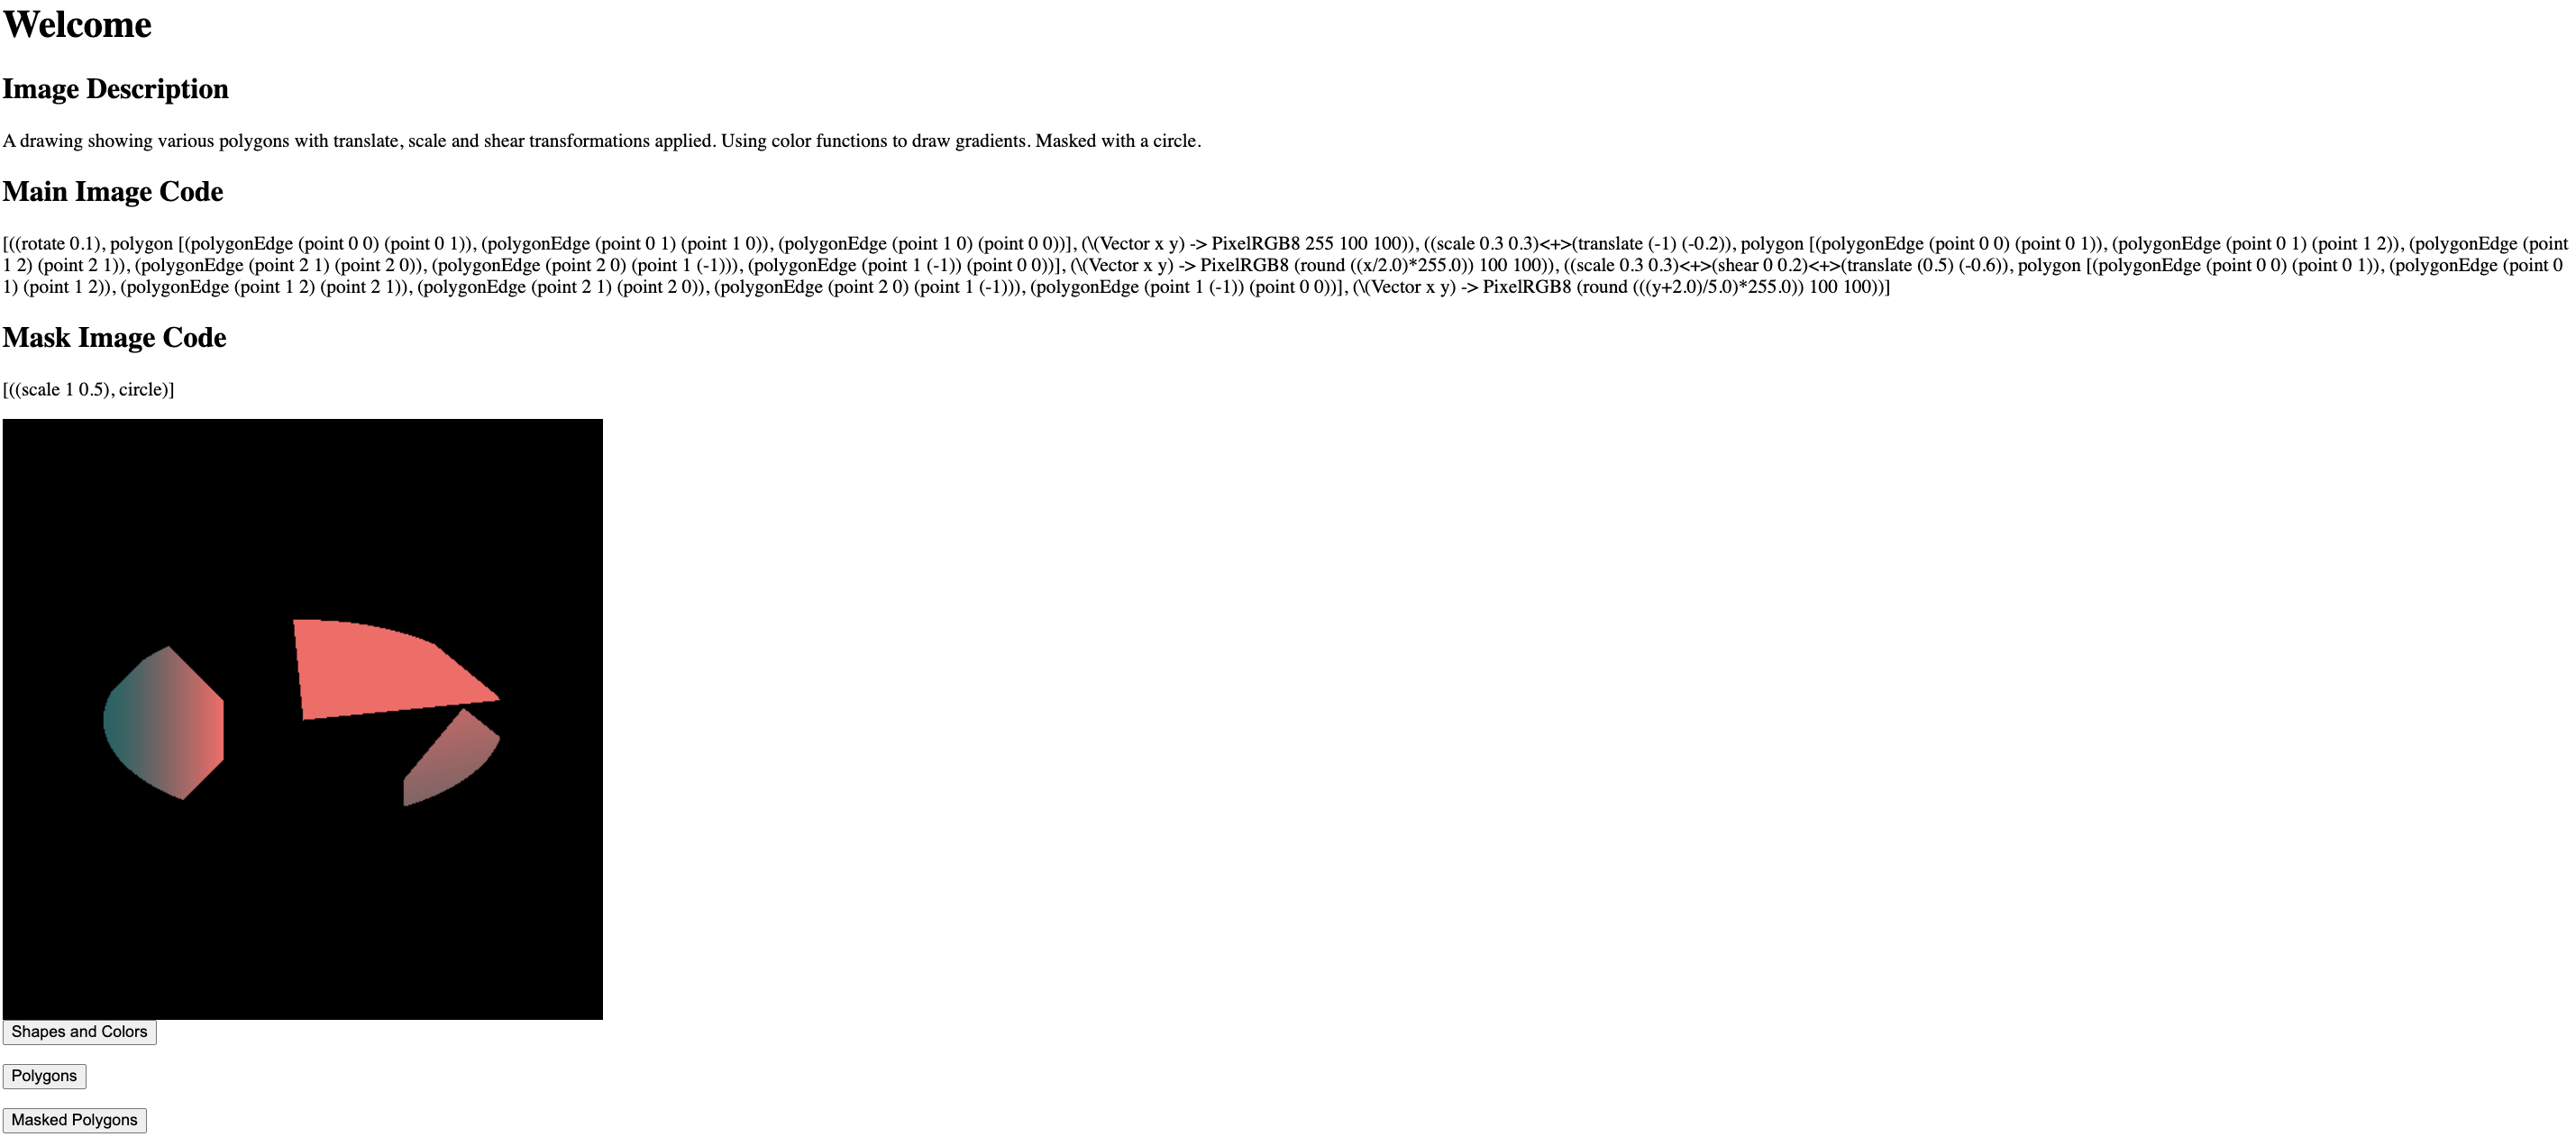 Welcome
Image Description
A drawing showing various polygons with translate, scale and shear transformations applied. Using color functions to draw gradients. Masked with a circle.
Main Image Code
[((rotate 0.1), polygon [(polygonEdge (point 0 0) (point 0 1)), (polygonEdge (point 0 1) (point 1 0)), (polygonEdge (point 1 0) (point 0 0))], (\(Vector x y) -> PixelRGB8 255 100 100)), ((scale 0.3 0.3)<+>(translate (-1) (-0.2)), polygon [(polygonEdge (point 0 0) (point 0 1)), (polygonEdge (point 0 1) (point 1 2)), (polygonEdge (point
1 2) (point 2 1)), (polygonEdge (point 2 1) (point 2 0)), (polygonEdge (point 2 0) (point 1 (-1))), (polygonEdge (point 1 (-1)) (point 0 0))], (\(Vector x y) -> PixelRGB8 (round ((x/2.0)*255.0)) 100 100)), ((scale 0.3 0.3)<+>(shear 0 0.2)<+>(translate (0.5) (-0.6)), polygon [(polygonEdge (point 0 0) (point 0 1)), (polygonEdge (point 0
1) (point 1 2)), (polygonEdge (point 1 2) (point 2 1)), (polygonEdge (point 2 1) (point 2 0)), (polygonEdge (point 2 0) (point 1 (-1))), (polygonEdge (point 1 (-1)) (point 0 0))], (\(Vector x y) -> PixelRGB8 (round (((y+2.0)/5.0)*255.0)) 100 100))]
Mask Image Code
[((scale 1 0.5), circle)]
Shapes and Colors
Polygons
Masked Polygons